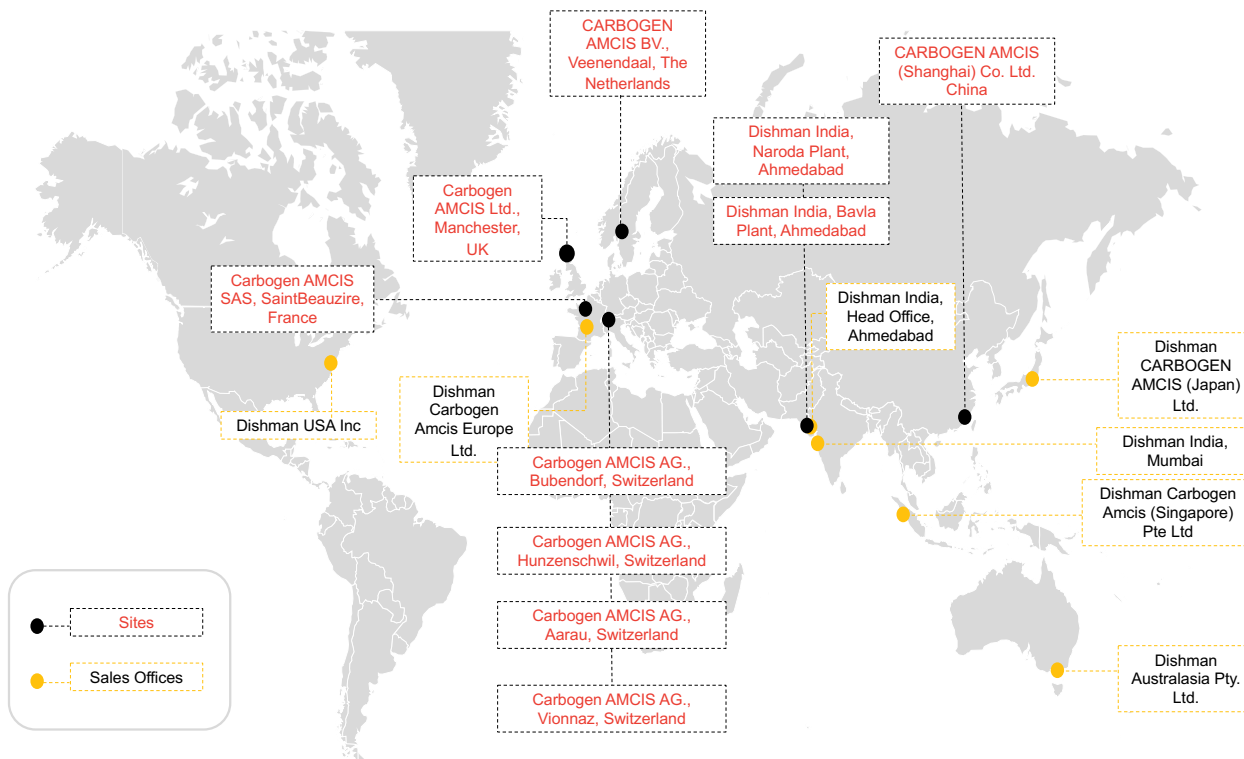 CARBOGEN
AMCIS BV.,
Veenendaal, The
Netherlands
CARBOGEN AMCIS
(Shanghai) Co. Ltd.
China
Dishman India,
Naroda Plant,
Ahmedabad
Carbogen
AMCIS Ltd.,
Manchester,
UK
Dishman India, Bavla
Plant, Ahmedabad
Carbogen AMCIS
SAS, SaintBeauzire,
France
Dishman India,
Head Office,
Ahmedabad
Dishman
CARBOGEN
AMCIS (Japan)
Ltd.
Dishman USA Inc
Dishman
Carbogen
Amcis Europe
Ltd.
Dishman India,
Mumbai
Carbogen AMCIS AG.,
Bubendorf, Switzerland
Dishman Carbogen
Amcis (Singapore)
Pte Ltd
Carbogen AMCIS AG.,
Hunzenschwil, Switzerland
Carbogen AMCIS AG.,
Aarau, Switzerland
Carbogen AMCIS AG.,
Vionnaz, Switzerland
Dishman
Australasia Pty.
Ltd.
Sites
Sales Offices